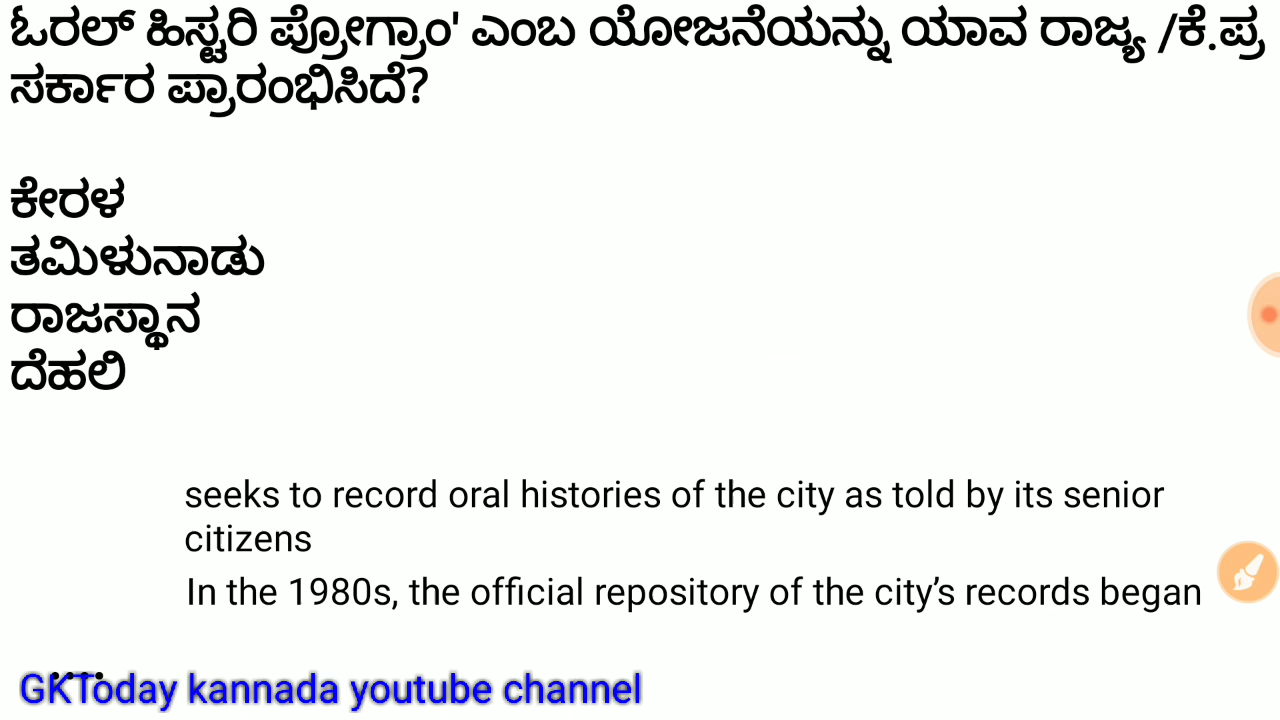 ಓರಲ್ ಹಿಸ್ಟರಿ ಪ್ರೋಗ್ರಾಂ' ಎಂಬ ಯೋಜನೆಯನ್ನು ಯಾವ ರಾಜ್ಯ /ಕೆ.ಪ್ರ
ಸರ್ಕಾರ ಪ್ರಾರಂಭಿಸಿದೆ?
ಕೇರಳ
ತಮಿಳುನಾಡು
ರಾಜಸ್ಥಾನ
ದೆಹಲಿ
seeks to record oral histories of the city as told by its senior
citizens
In the 1980s, the official repository of the city’s records began
GKToday kannada youtube channel